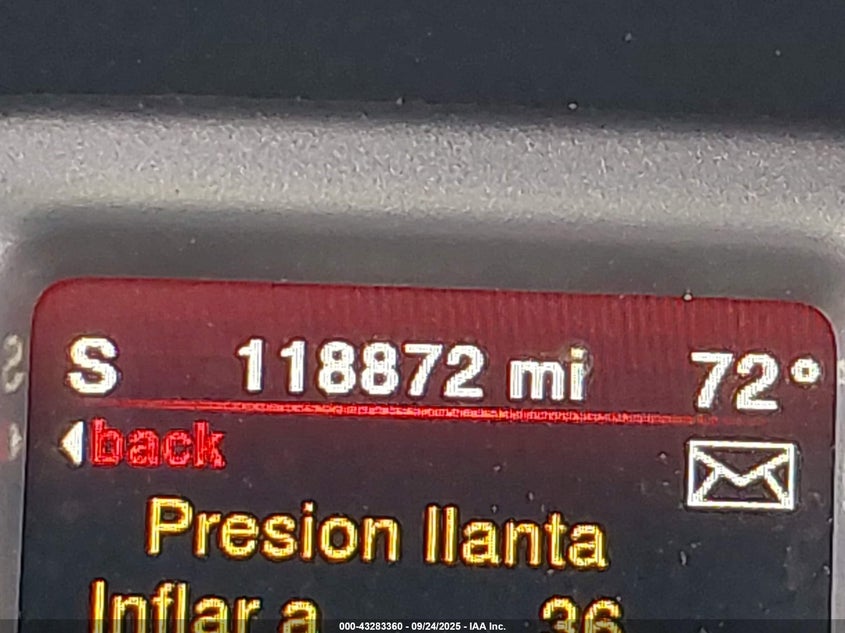 S 118872 mi 72°
back
Presion llanta
Inflar a 36
000-43283360 - 09/24/2025 - IAA Inc.